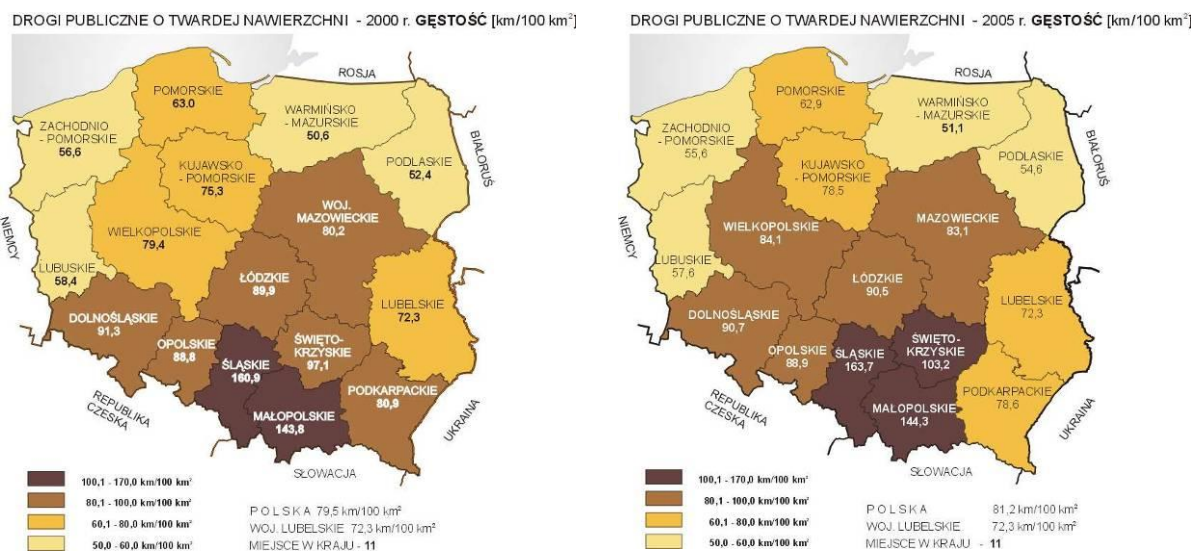 DROGI PUBLICZNE O TWARDEJ NAWIERZCHNI - 2000 r. GĘSTOŚĆ [km/100 km²]
ROSJA
POMORSKIE
63.0
WARMIŃSKO
- MAZURSKIE
50,6
ZACHODNIO
- POMORSKIE
56,6
BIAŁORUŚ
KUJAWSKO
- POMORSKIE
75,3
PODLASKIE
52,4
WOJ.
MAZOWIECKIE
80,2
NIEMCY
WIELKOPOLSKIE
79,4
LUBUSKIE
58,4
ŁÓDZKIE
89,9
LUBELSKIE
72,3
DOLNOŚLĄSKIE
91,3
OPOLSKIE
88,8
ŚLĄSKIE
160,9
ŚWIĘTO-
KRZYSKIE
97,1
PODKARPACKIE
80,9
MAŁOPOLSKIE
143,8
REPUBLIKA
CZESKA
UKRAINA
SŁOWACJA
100,1 - 170,0 km/100 km²
80,1 - 100,0 km/100 km²
60,1 - 80,0 km/100 km²
50,0 - 60,0 km/100 km²
POLSKA 79,5 km/100 km²
WOJ. LUBELSKIE 72,3 km/100 km²
MIEJSCE W KRAJU - 11
DROGI PUBLICZNE O TWARDEJ NAWIERZCHNI - 2005 r. GĘSTOŚĆ [km/100 km²]
ROSJA
POMORSKIE
62,9
WARMIŃSKO
- MAZURSKIE
51,1
ZACHODNIO
- POMORSKIE
55,6
BIAŁORUŚ
KUJAWSKO
- POMORSKIE
78,5
PODLASKIE
54,6
MAZOWIECKIE
83,1
NIEMCY
WIELKOPOLSKIE
84,1
LUBUSKIE
57,6
ŁÓDZKIE
90,5
LUBELSKIE
72,3
DOLNOŚLĄSKIE
90,7
OPOLSKIE
88,9
ŚLĄSKIE
163,7
ŚWIĘTO-
KRZYSKIE
103,2
PODKARPACKIE
78,6
MAŁOPOLSKIE
144,3
REPUBLIKA
CZESKA
UKRAINA
SŁOWACJA
100,1 - 170,0 km/100 km²
80,1 - 100,0 km/100 km²
60,1 - 80,0 km/100 km²
50,0 - 60,0 km/100 km²
POLSKA 81,2 km/100 km²
WOJ. LUBELSKIE 72,3 km/100 km²
MIEJSCE W KRAJU - 11